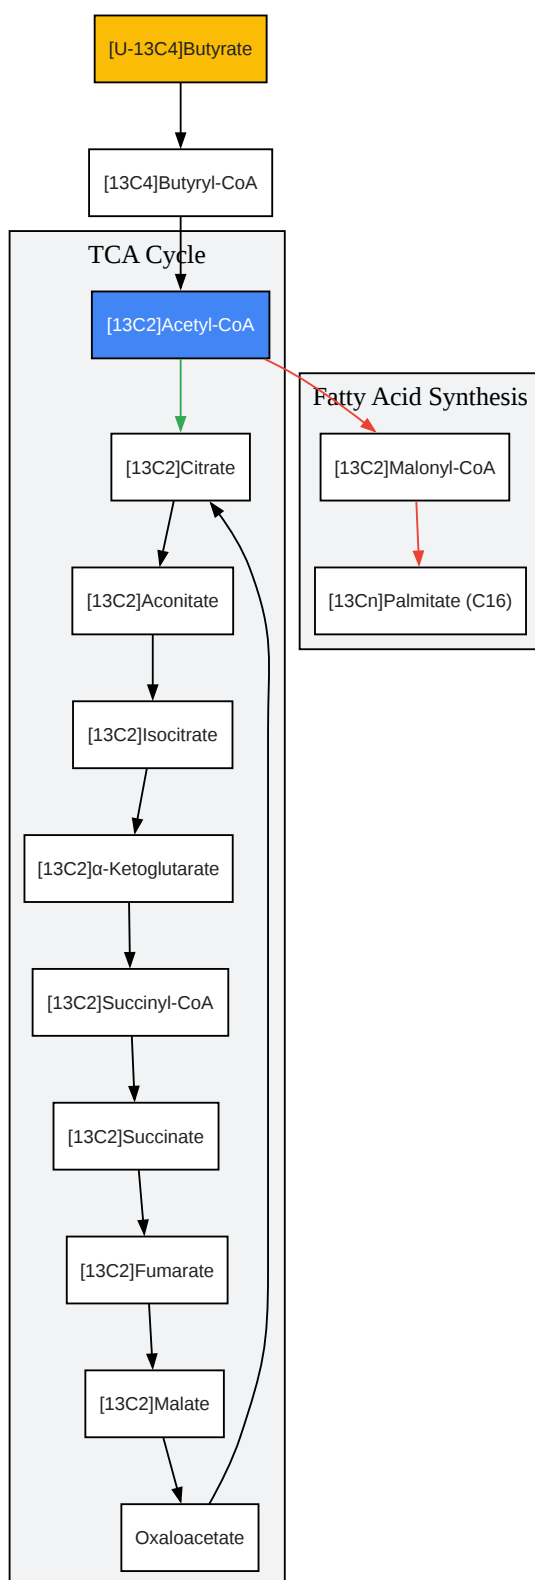 [U-13C4]Butyrate
[13C4]Butyryl-CoA
TCA Cycle
[13C2]Acetyl-CoA
Fatty Acid Synthesis
[13C2]Citrate
[13C2]Malonyl-CoA
[13C2]Aconitate
[13Cn]Palmitate (C16)
[13C2]Isocitrate
[13C2]α-Ketoglutarate
[13C2]Succinyl-CoA
[13C2]Succinate
[13C2]Fumarate
[13C2]Malate
Oxaloacetate